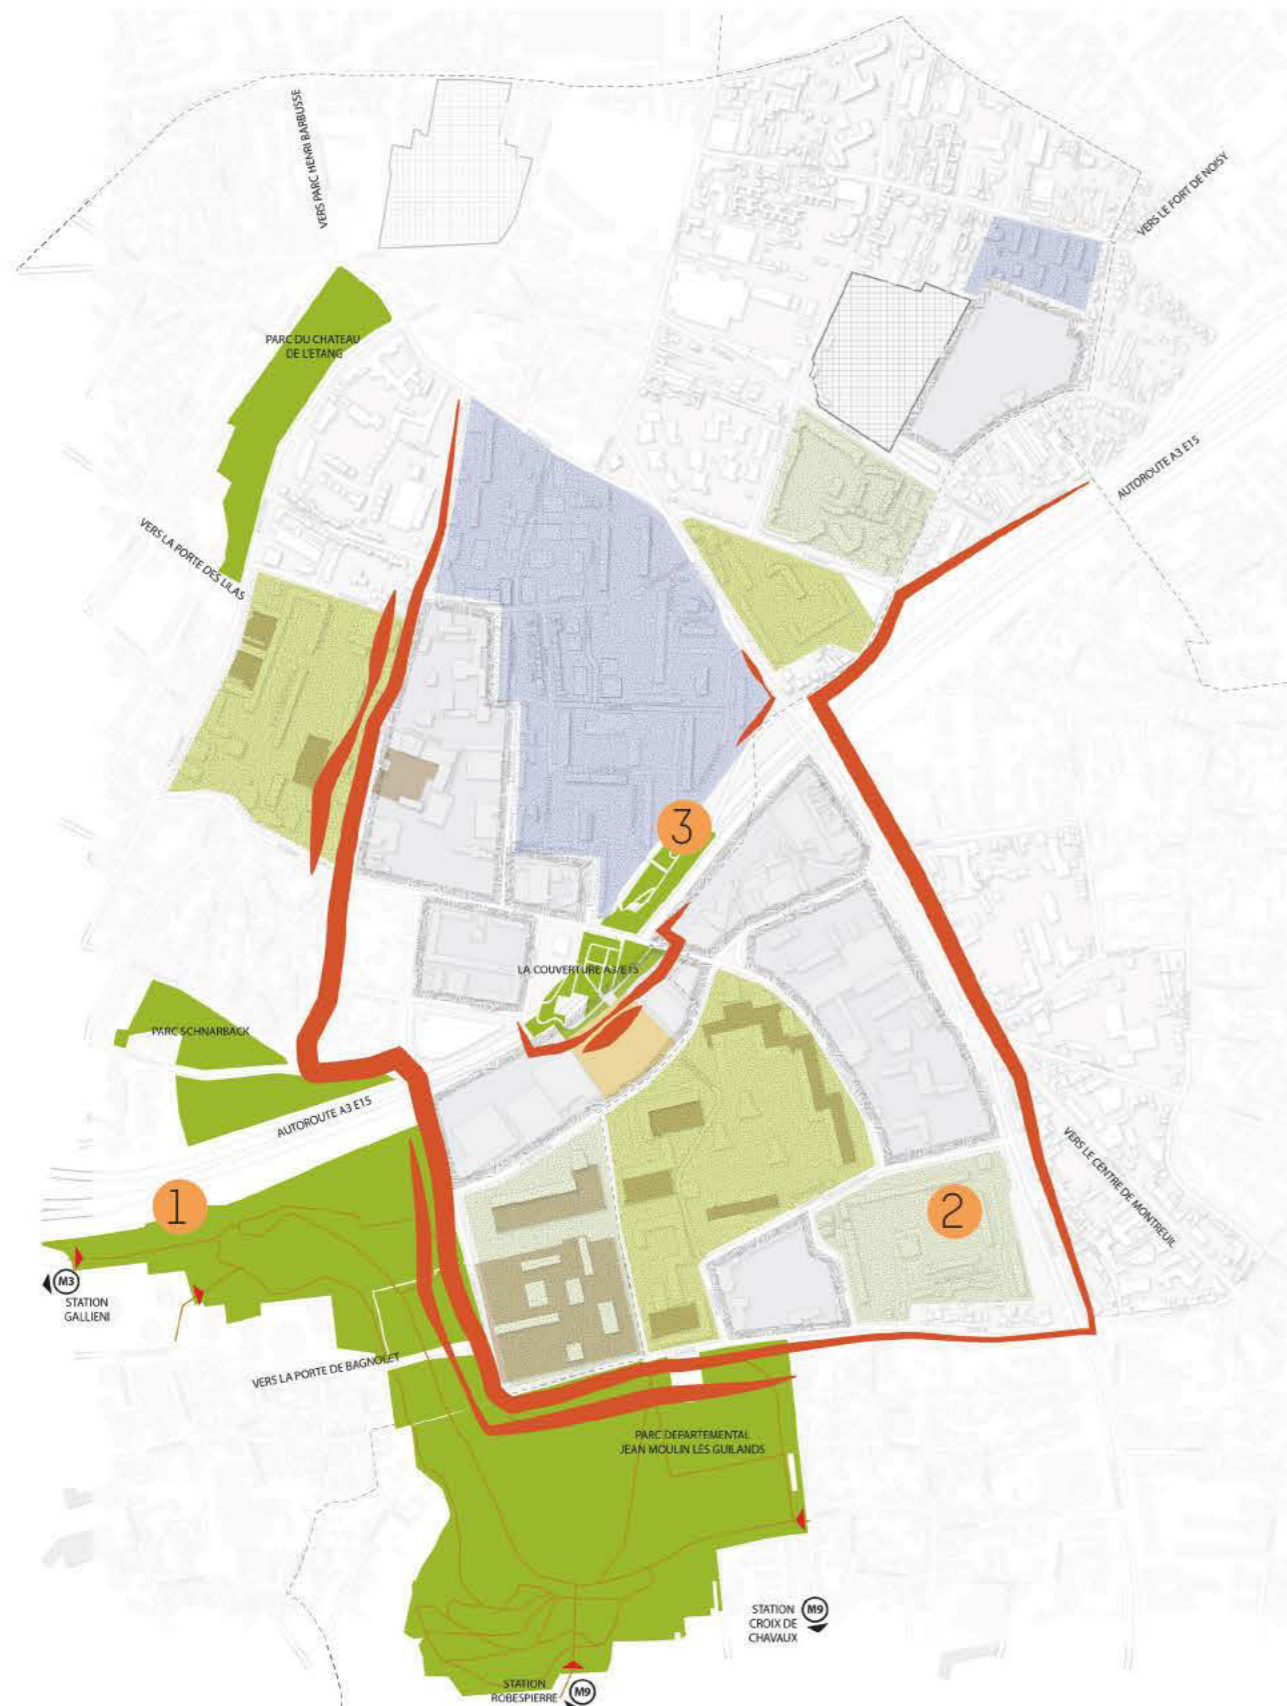 VERS PARC HENRI BARBUSSE
VERS LE FORT DE NOISY
PARC DU CHATEAU
DE L'ETANG
AUTOROUTE A3 E15
VERS LA PORTE DES LILAS
3
LA COUVERTURE A3/E15
PARC SCHNARBACK
AUTOROUTE A3 E15
VERS LE CENTRE DE MONTREUIL
1
2
M3
STATION
GALLIENI
VERS LA PORTE DE BAGNOLET
PARC DEPARTEMENTAL
JEAN MOULIN LES GUILANDS
STATION
CROIX DE
CHAVAUX
M9
STATION
ROBESPIERRE
M9